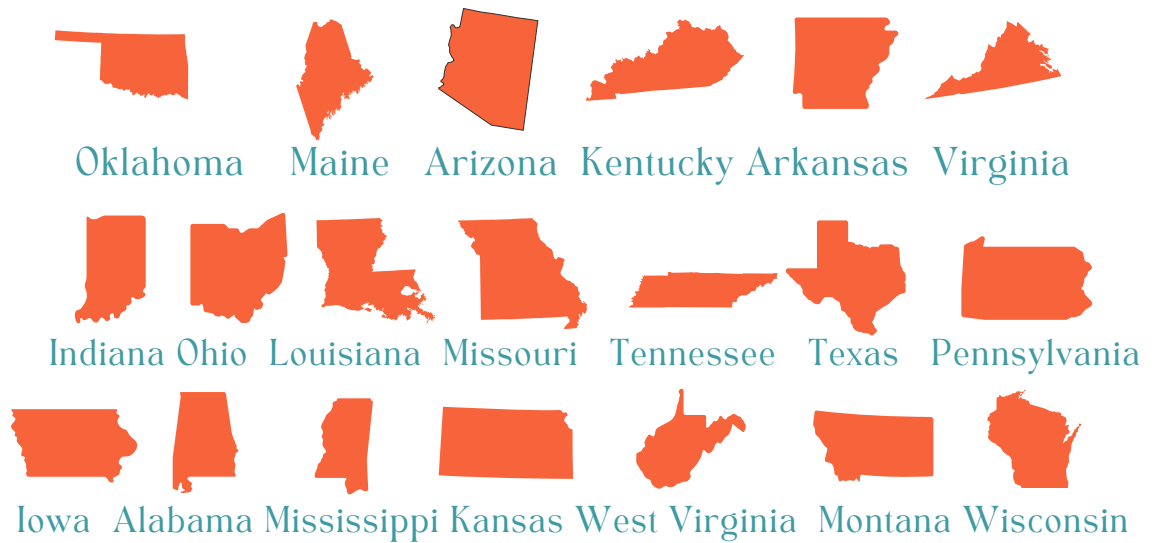 Oklahoma Maine Arizona Kentucky Arkansas Virginia
Indiana Ohio Louisiana Missouri Tennessee Texas Pennsylvania
Iowa Alabama Mississippi Kansas West Virginia Montana Wisconsin